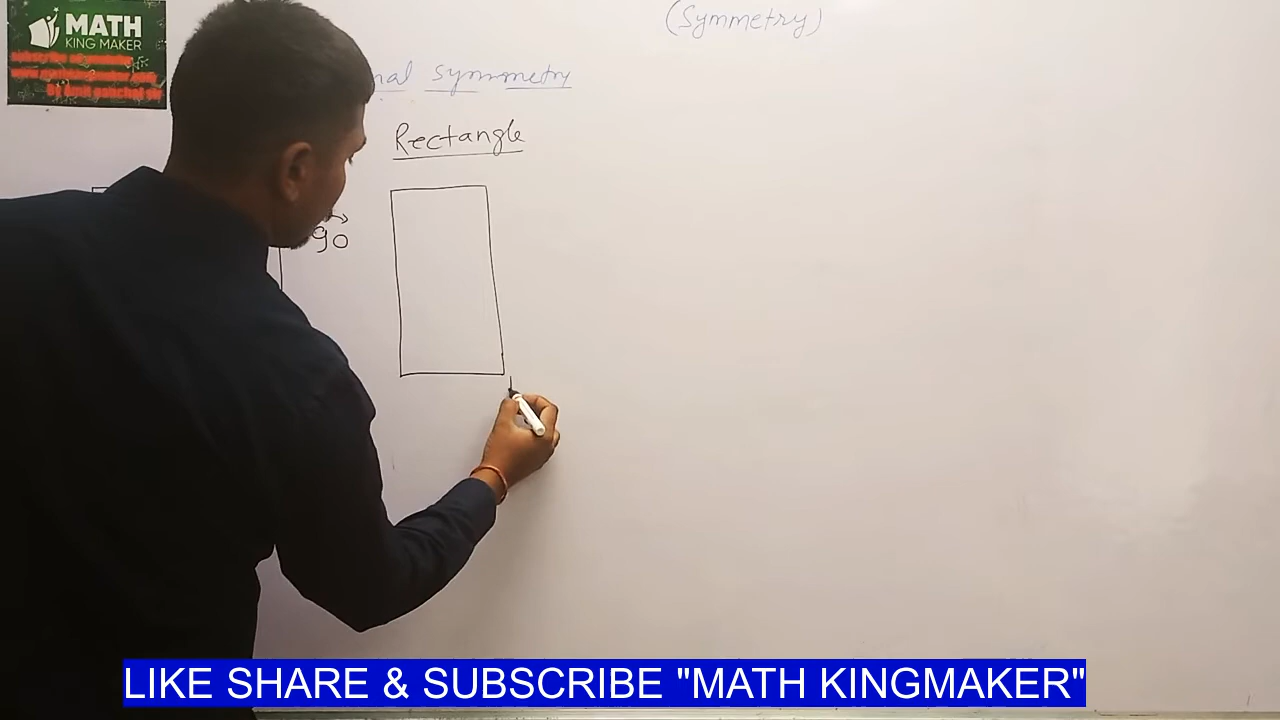 MATH
KING MAKER
(Symmetry)
symmetry
Rectangle
90
LIKE SHARE & SUBSCRIBE "MATH KINGMAKER"